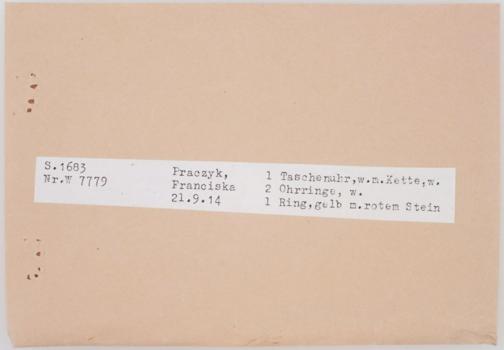 S.1683 Praczyk, 1 Taschenuhr,w.m.Kette,w.
Nr.W 7779 Franciska 2 Ohrringe, w.
21.9.14 1 Ring,gelb m.rotem Stein